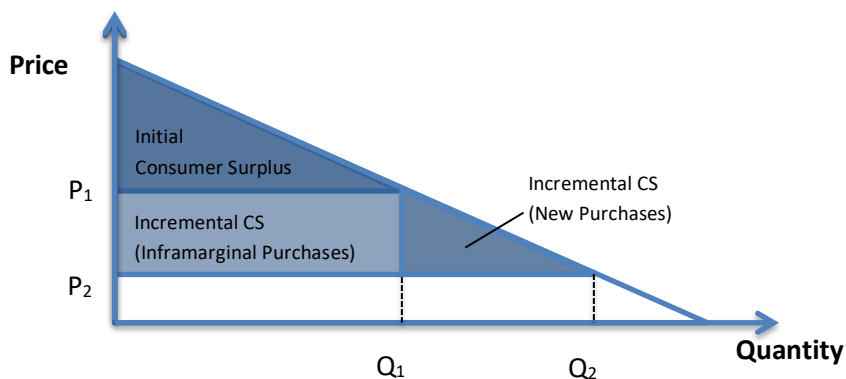 Price
Initial
Consumer Surplus
P1
Incremental CS
(New Purchases)
Incremental CS
(Inframarginal Purchases)
P2
Q1
Q2
Quantity